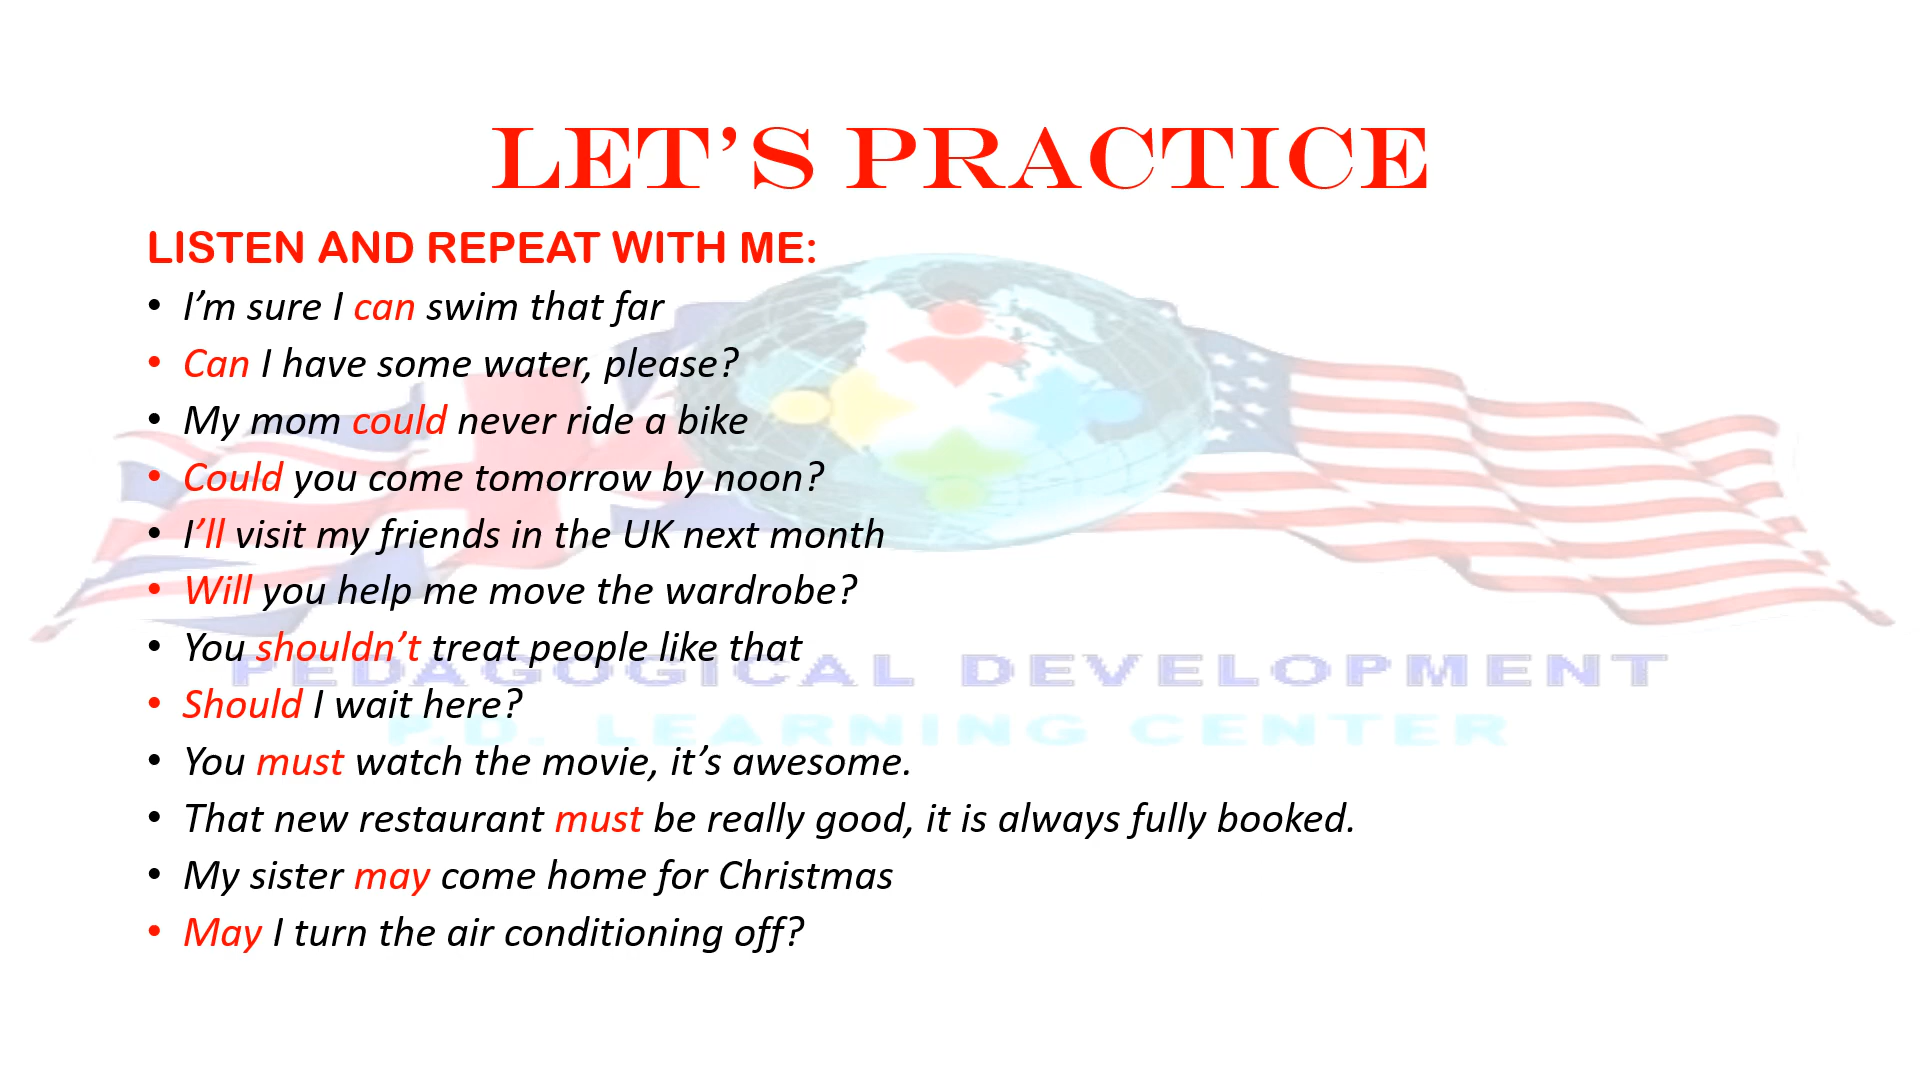 LET’S PRACTICE
LISTEN AND REPEAT WITH ME:
• I’m sure I can swim that far
• Can I have some water, please?
• My mom could never ride a bike
• Could you come tomorrow by noon?
• I’ll visit my friends in the UK next month
• Will you help me move the wardrobe?
• You shouldn’t treat people like that
PEDAGOGICAL DEVELOPMENT
• Should I wait here?
P.D. LEARNING CENTER
• You must watch the movie, it’s awesome.
• That new restaurant must be really good, it is always fully booked.
• My sister may come home for Christmas
• May I turn the air conditioning off?